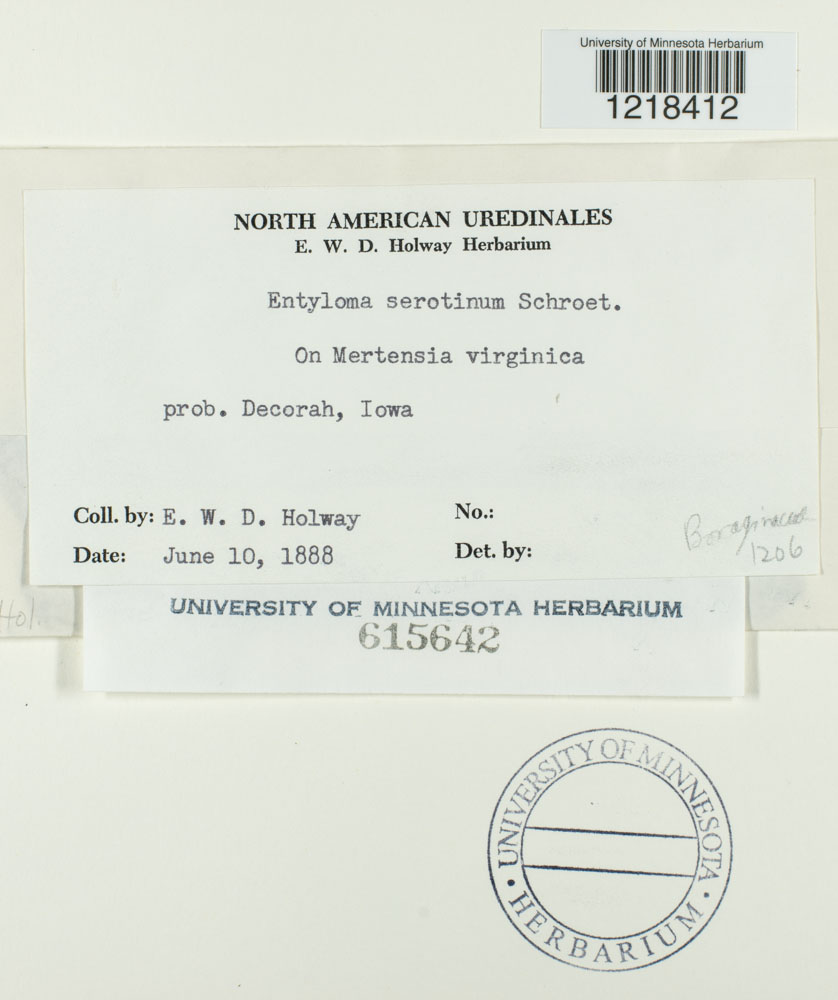 University of Minnesota Herbarium
1218412
NORTH AMERICAN UREDINALES
E. W. D. Holway Herbarium
Entyloma serotinum Schroet.
On Mertensia virginica
prob. Decorah, Iowa
Coll. by: E. W. D. Holway
No.:
Date: June 10, 1888
Det. by:
Boraginaceae
1206
Hol.
UNIVERSITY OF MINNESOTA HERBARIUM
615642
UNIVERSITY OF MINNESOTA
• HERBARIUM •